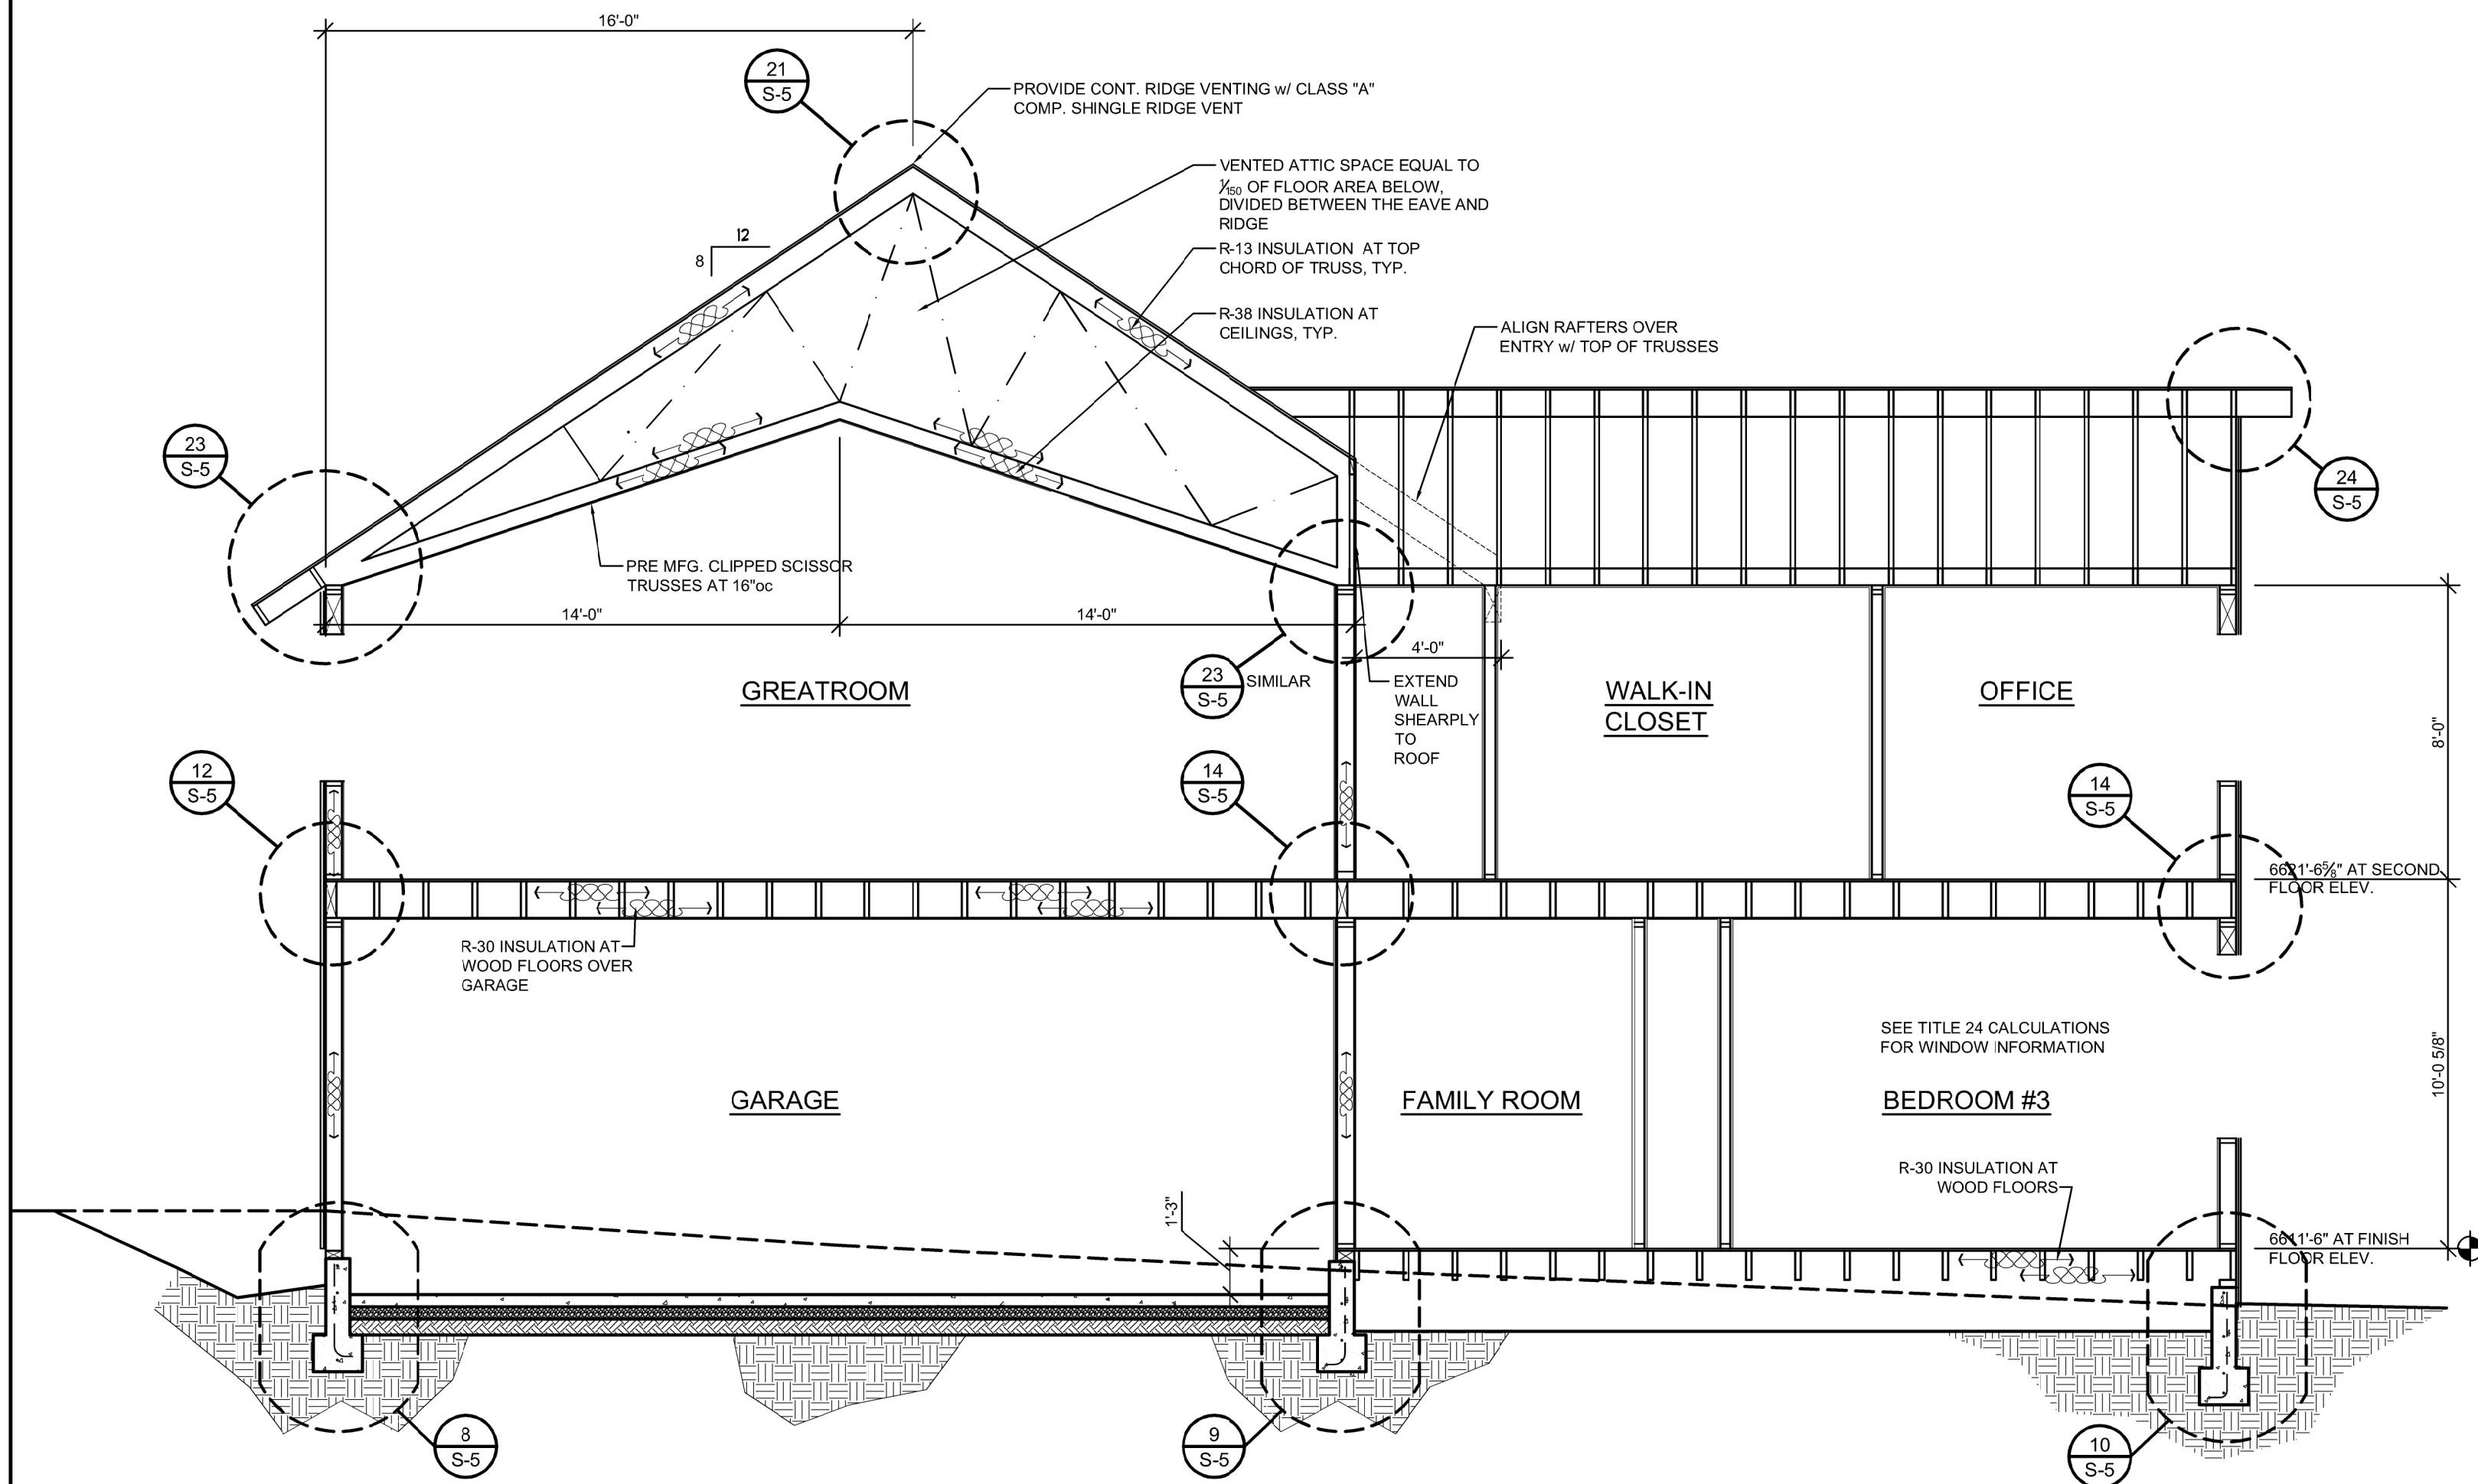 16'-0"
21
S-5
PROVIDE CONT. RIDGE VENTING w/ CLASS "A"
COMP. SHINGLE RIDGE VENT
VENTED ATTIC SPACE EQUAL TO
1/150 OF FLOOR AREA BELOW,
DIVIDED BETWEEN THE EAVE AND
RIDGE
12
8
R-13 INSULATION AT TOP
CHORD OF TRUSS, TYP.
R-38 INSULATION AT
CEILINGS, TYP.
ALIGN RAFTERS OVER
ENTRY w/ TOP OF TRUSSES
23
S-5
24
S-5
PRE MFG. CLIPPED SCISSOR
TRUSSES AT 16"oc
14'-0"
14'-0"
4'-0"
23
S-5
SIMILAR
EXTEND
WALL
SHEARPLY
TO
ROOF
GREATROOM
WALK-IN
CLOSET
OFFICE
8'-0"
12
S-5
14
S-5
14
S-5
6621'-6⅝" AT SECOND
FLOOR ELEV.
R-30 INSULATION AT
WOOD FLOORS OVER
GARAGE
SEE TITLE 24 CALCULATIONS
FOR WINDOW INFORMATION
10'-0 5/8"
GARAGE
FAMILY ROOM
BEDROOM #3
R-30 INSULATION AT
WOOD FLOORS
1'-3"
6611'-6" AT FINISH
FLOOR ELEV.
8
S-5
9
S-5
10
S-5